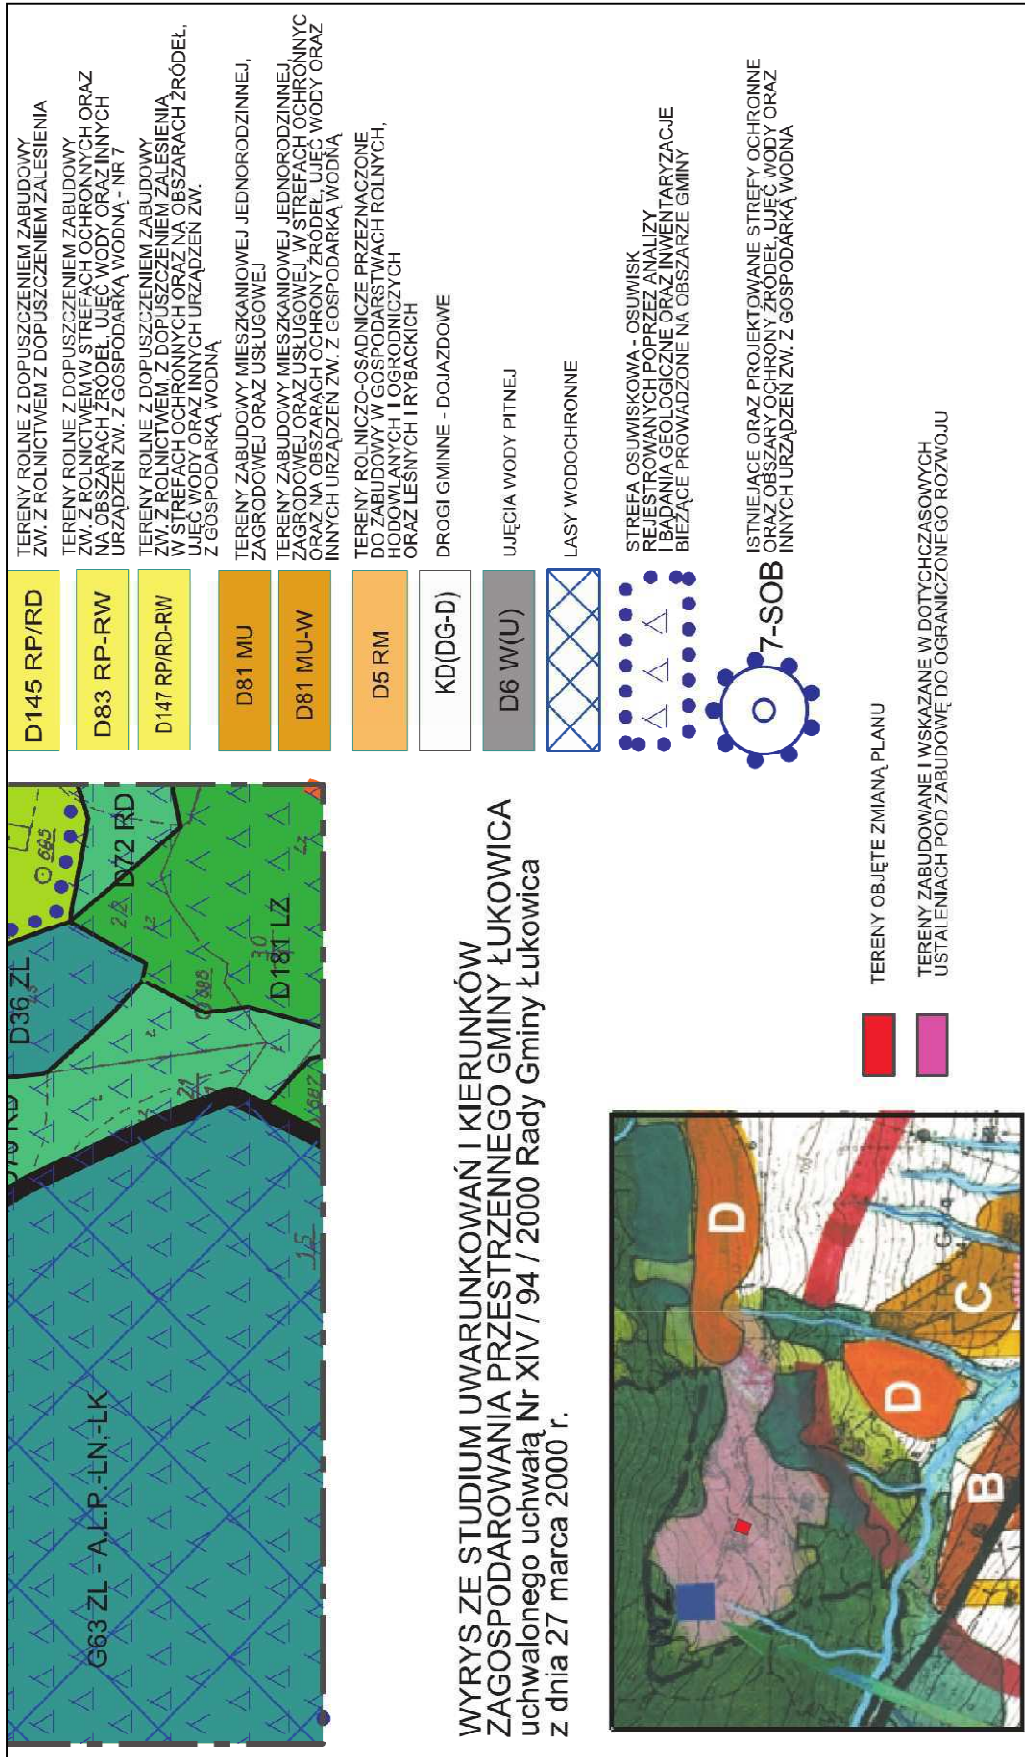 D145 RP/RD
TERENY ROLNE Z DOPUSZCZENIEM ZABUDOWY
ZW. Z ROLNICTWEM Z DOPUSZCZENIEM ZALESIENIA
D83 RP-RW
TERENY ROLNE Z DOPUSZCZENIEM ZABUDOWY
ZW. Z ROLNICTWEM W STREFACH OCHRONNYCH ORAZ
NA OBSZARACH ŹRÓDEŁ, UJĘĆ WODY ORAZ INNYCH
URZĄDZEŃ ZW. Z GOSPODARKĄ WODNĄ - NR 7
D147 RP/RD-RW
TERENY ROLNE Z DOPUSZCZENIEM ZABUDOWY
ZW. Z ROLNICTWEM, Z DOPUSZCZENIEM ZALESIENIA,
W STREFACH OCHRONNYCH ORAZ NA OBSZARACH ŹRÓDEŁ,
UJĘĆ WODY ORAZ INNYCH URZĄDZEŃ ZW.
Z GOSPODARKĄ WODNĄ
D81 MU
TERENY ZABUDOWY MIESZKANIOWEJ JEDNORODZINNEJ,
ZAGRODOWEJ ORAZ USŁUGOWEJ
D81 MU-W
TERENY ZABUDOWY MIESZKANIOWEJ JEDNORODZINNEJ,
ZAGRODOWEJ ORAZ USŁUGOWEJ, W STREFACH OCHRONNYC
ORAZ NA OBSZARACH OCHRONY ŹRÓDEŁ, UJĘĆ WODY ORAZ
INNYCH URZĄDZEŃ ZW. Z GOSPODARKĄ WODNĄ
D5 RM
TERENY ROLNICZO-OSADNICZE PRZEZNACZONE
DO ZABUDOWY W GOSPODARSTWACH ROLNYCH,
HODOWLANYCH I OGRODNICZYCH
ORAZ LEŚNYCH I RYBACKICH
KD(DG-D)
DROGI GMINNE - DOJAZDOWE
D6 W(U)
UJĘCIA WODY PITNEJ
LASY WODOCHRONNE
STREFA OSUWISKOWA - OSUWISK
REJESTROWANYCH POPRZEZ ANALIZY
I BADANIA GEOLOGICZNE ORAZ INWENTARYZACJE
BIEŻĄCE PROWADZONE NA OBSZARZE GMINY
7-SOB
ISTNIEJĄCE ORAZ PROJEKTOWANE STREFY OCHRONNE
ORAZ OBSZARY OCHRONY ŹRÓDEŁ, UJĘĆ WODY ORAZ
INNYCH URZĄDZEŃ ZW. Z GOSPODARKĄ WODNĄ
D36 ZL
D72 RD
D181 LZ
G63 ZL - A.L.P.-LN.-LK
WYRYS ZE STUDIUM UWARUNKOWAŃ I KIERUNKÓW
ZAGOSPODAROWANIA PRZESTRZENNEGO GMINY ŁUKOWICA
uchwalonego uchwałą Nr XIV / 94 / 2000 Rady Gminy Łukowica
z dnia 27 marca 2000 r.
TERENY OBJĘTE ZMIANĄ PLANU
TERENY ZABUDOWANE I WSKAZANE W DOTYCHCZASOWYCH
USTALENIACH POD ZABUDOWĘ DO OGRANICZONEGO ROZWOJU
D
D
C
B
WZ